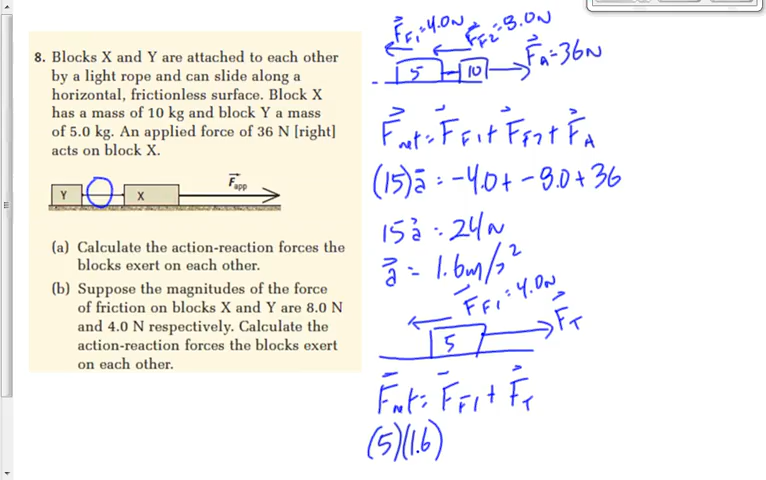 8. Blocks X and Y are attached to each other
by a light rope and can slide along a
horizontal, frictionless surface. Block X
has a mass of 10 kg and block Y a mass
of 5.0 kg. An applied force of 36 N [right]
acts on block X.
Y X F⃗app
(a) Calculate the action-reaction forces the
blocks exert on each other.
(b) Suppose the magnitudes of the force
of friction on blocks X and Y are 8.0 N
and 4.0 N respectively. Calculate the
action-reaction forces the blocks exert
on each other.
F⃗F1=4.0N F⃗F2=8.0N
5 10 F⃗a=36N
F⃗net = F⃗F1 + F⃗F2 + F⃗A
(15)a⃗ = -4.0 + -8.0 + 36
15a⃗ = 24N
a⃗ = 1.6m/s²
F⃗F1=4.0N
5 F⃗T
F⃗net = F⃗F1 + F⃗T
(5)(1.6)